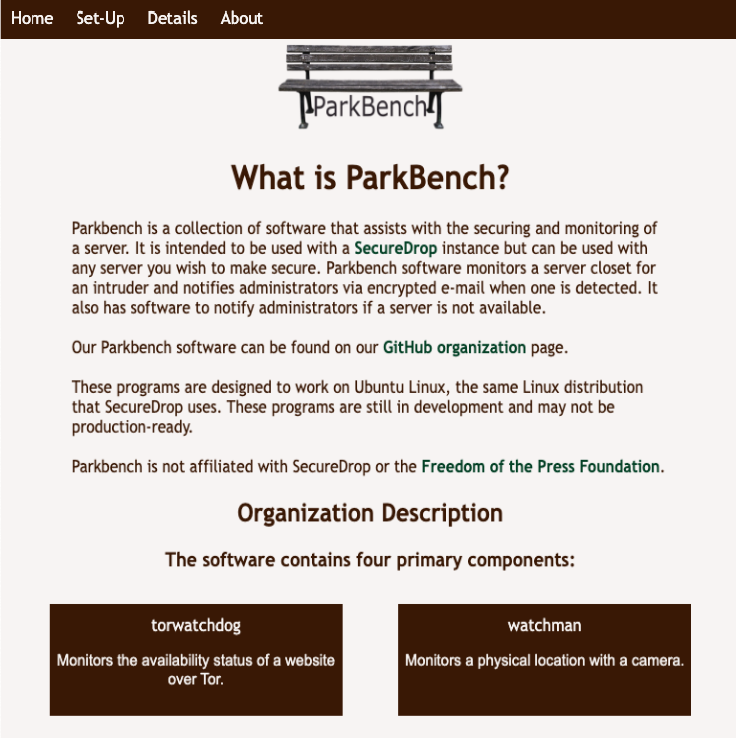 Home Set-Up Details About
ParkBench
What is ParkBench?
Parkbench is a collection of software that assists with the securing and monitoring of
a server. It is intended to be used with a SecureDrop instance but can be used with
any server you wish to make secure. Parkbench software monitors a server closet for
an intruder and notifies administrators via encrypted e-mail when one is detected. It
also has software to notify administrators if a server is not available.
Our Parkbench software can be found on our GitHub organization page.
These programs are designed to work on Ubuntu Linux, the same Linux distribution
that SecureDrop uses. These programs are still in development and may not be
production-ready.
Parkbench is not affiliated with SecureDrop or the Freedom of the Press Foundation.
Organization Description
The software contains four primary components:
torwatchdog
Monitors the availability status of a website
over Tor.
watchman
Monitors a physical location with a camera.